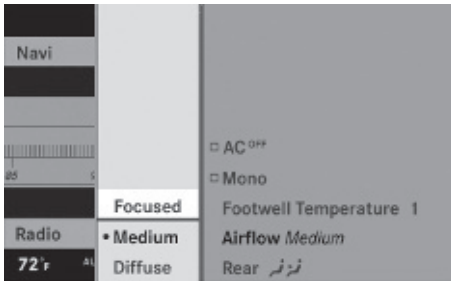 Navi
AC OFF
Mono
Focused
Footwell Temperature 1
Radio
Medium
Airflow Medium
72°F
Diffuse
Rear